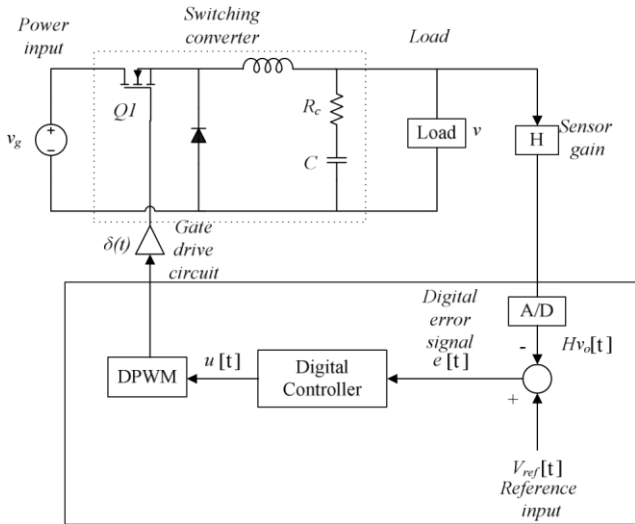 Power
input
Switching
converter
Load
Q1
v_g
+
-
R_c
C
Load
v
H
Sensor
gain
δ(t)
Gate
drive
circuit
A/D
Digital
error
signal
-
Hv_o[t]
DPWM
u[t]
Digital
Controller
e[t]
+
V_ref[t]
Reference
input